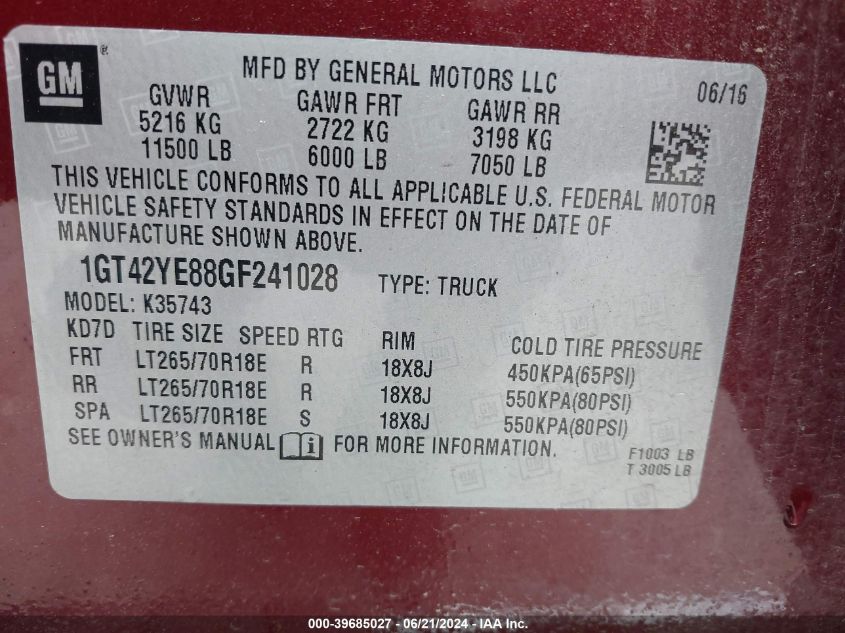 GM ®
MFD BY GENERAL MOTORS LLC 06/16
GVWR GAWR FRT GAWR RR
5216 KG 2722 KG 3198 KG
11500 LB 6000 LB 7050 LB
THIS VEHICLE CONFORMS TO ALL APPLICABLE U.S. FEDERAL MOTOR
VEHICLE SAFETY STANDARDS IN EFFECT ON THE DATE OF
MANUFACTURE SHOWN ABOVE.
1GT42YE88GF241028 TYPE: TRUCK
MODEL: K35743
KD7D TIRE SIZE SPEED RTG RIM COLD TIRE PRESSURE
FRT LT265/70R18E R 18X8J 450KPA(65PSI)
RR LT265/70R18E R 18X8J 550KPA(80PSI)
SPA LT265/70R18E S 18X8J 550KPA(80PSI)
SEE OWNER'S MANUAL i FOR MORE INFORMATION.
F1003 LB
T 3005 LB
000-39685027 - 06/21/2024 - IAA Inc.